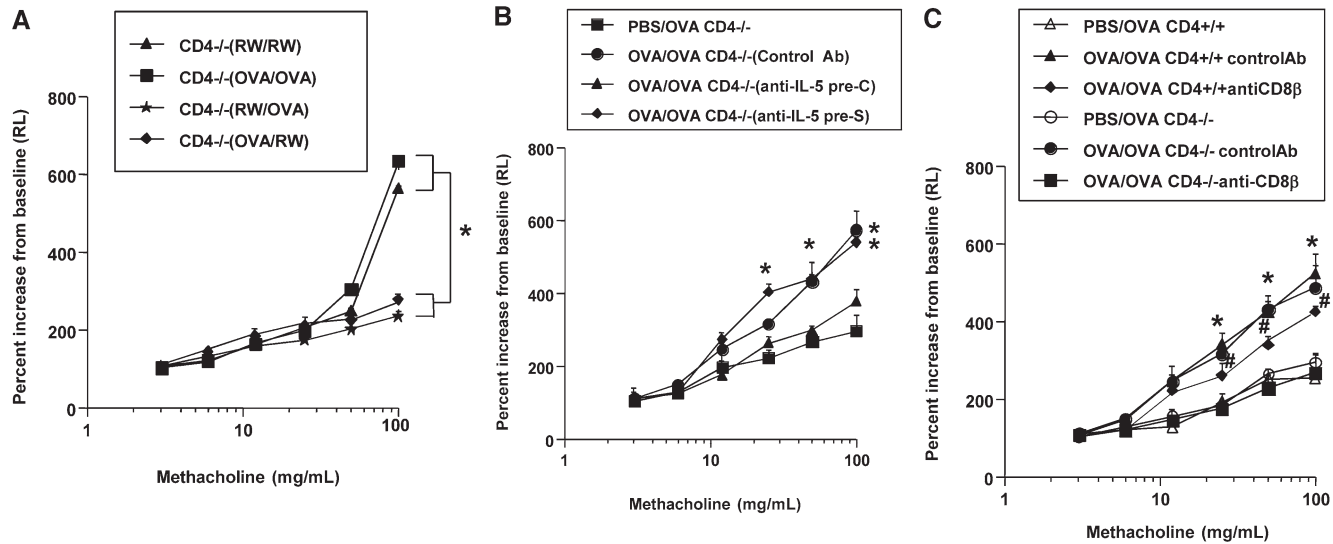 A
CD4-/-(RW/RW)
CD4-/-(OVA/OVA)
CD4-/-(RW/OVA)
CD4-/-(OVA/RW)
Percent increase from baseline (RL)
800
600
400
200
0
*
1
10
100
Methacholine (mg/mL)
B
PBS/OVA CD4-/-
OVA/OVA CD4-/-(Control Ab)
OVA/OVA CD4-/-(anti-IL-5 pre-C)
OVA/OVA CD4-/-(anti-IL-5 pre-S)
Percent increase from baseline (RL)
800
600
400
200
0
*
*
*
*
1
10
100
Methacholine (mg/mL)
C
PBS/OVA CD4+/+
OVA/OVA CD4+/+ controlAb
OVA/OVA CD4+/+antiCD8β
PBS/OVA CD4-/-
OVA/OVA CD4-/- controlAb
OVA/OVA CD4-/-anti-CD8β
Percent increase from baseline (RL)
800
600
400
200
0
*
*
*
#
#
#
1
10
100
Methacholine (mg/mL)